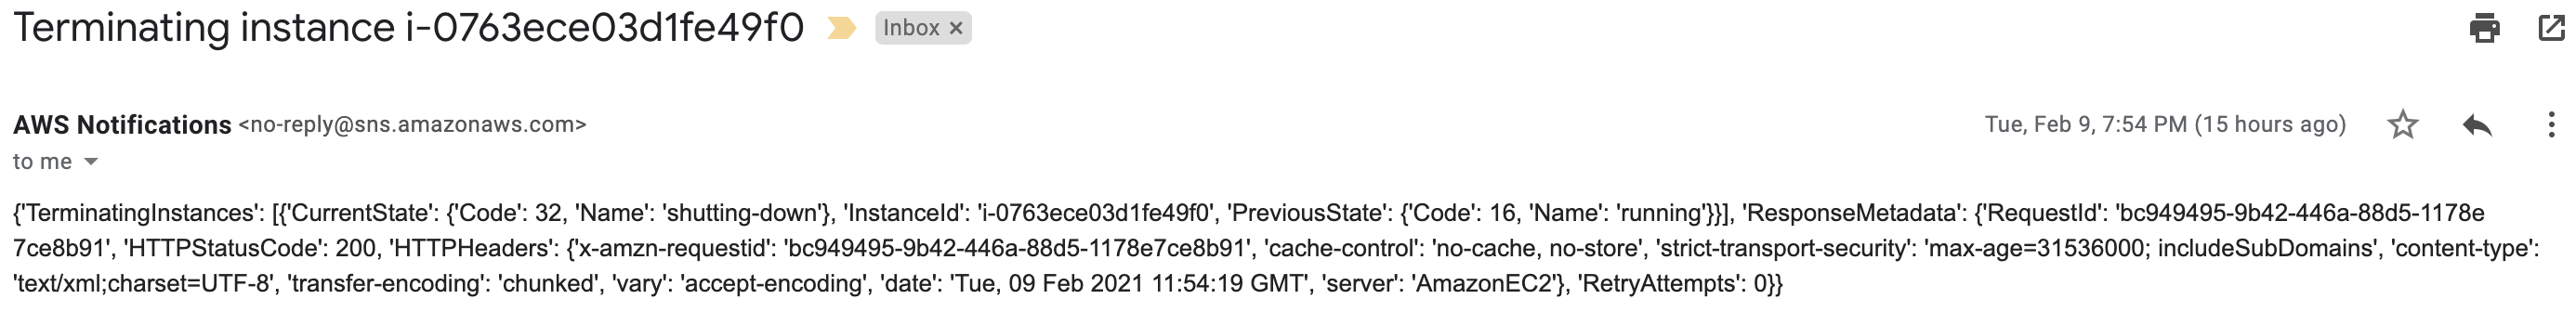 Terminating instance i-0763ece03d1fe49f0 Inbox ×
AWS Notifications <no-reply@sns.amazonaws.com> Tue, Feb 9, 7:54 PM (15 hours ago)
to me
{'TerminatingInstances': [{'CurrentState': {'Code': 32, 'Name': 'shutting-down'}, 'InstanceId': 'i-0763ece03d1fe49f0', 'PreviousState': {'Code': 16, 'Name': 'running'}}], 'ResponseMetadata': {'RequestId': 'bc949495-9b42-446a-88d5-1178e
7ce8b91', 'HTTPStatusCode': 200, 'HTTPHeaders': {'x-amzn-requestid': 'bc949495-9b42-446a-88d5-1178e7ce8b91', 'cache-control': 'no-cache, no-store', 'strict-transport-security': 'max-age=31536000; includeSubDomains', 'content-type':
'text/xml;charset=UTF-8', 'transfer-encoding': 'chunked', 'vary': 'accept-encoding', 'date': 'Tue, 09 Feb 2021 11:54:19 GMT', 'server': 'AmazonEC2'}, 'RetryAttempts': 0}}